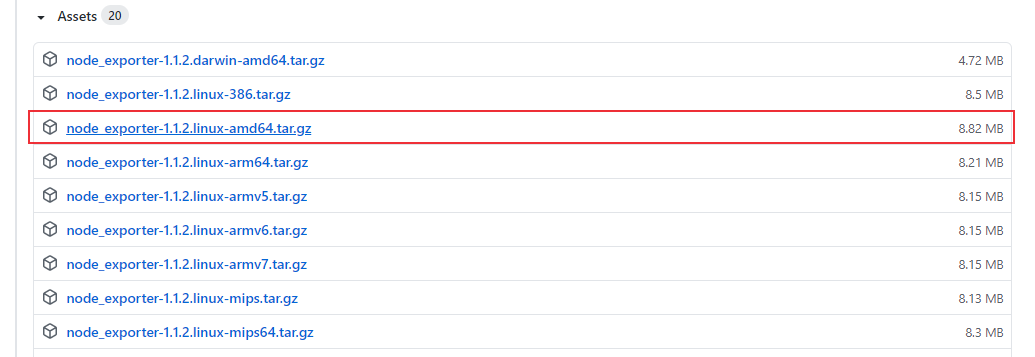 Assets 20
node_exporter-1.1.2.darwin-amd64.tar.gz 4.72 MB
node_exporter-1.1.2.linux-386.tar.gz 8.5 MB
node_exporter-1.1.2.linux-amd64.tar.gz 8.82 MB
node_exporter-1.1.2.linux-arm64.tar.gz 8.21 MB
node_exporter-1.1.2.linux-armv5.tar.gz 8.15 MB
node_exporter-1.1.2.linux-armv6.tar.gz 8.15 MB
node_exporter-1.1.2.linux-armv7.tar.gz 8.15 MB
node_exporter-1.1.2.linux-mips.tar.gz 8.13 MB
node_exporter-1.1.2.linux-mips64.tar.gz 8.3 MB